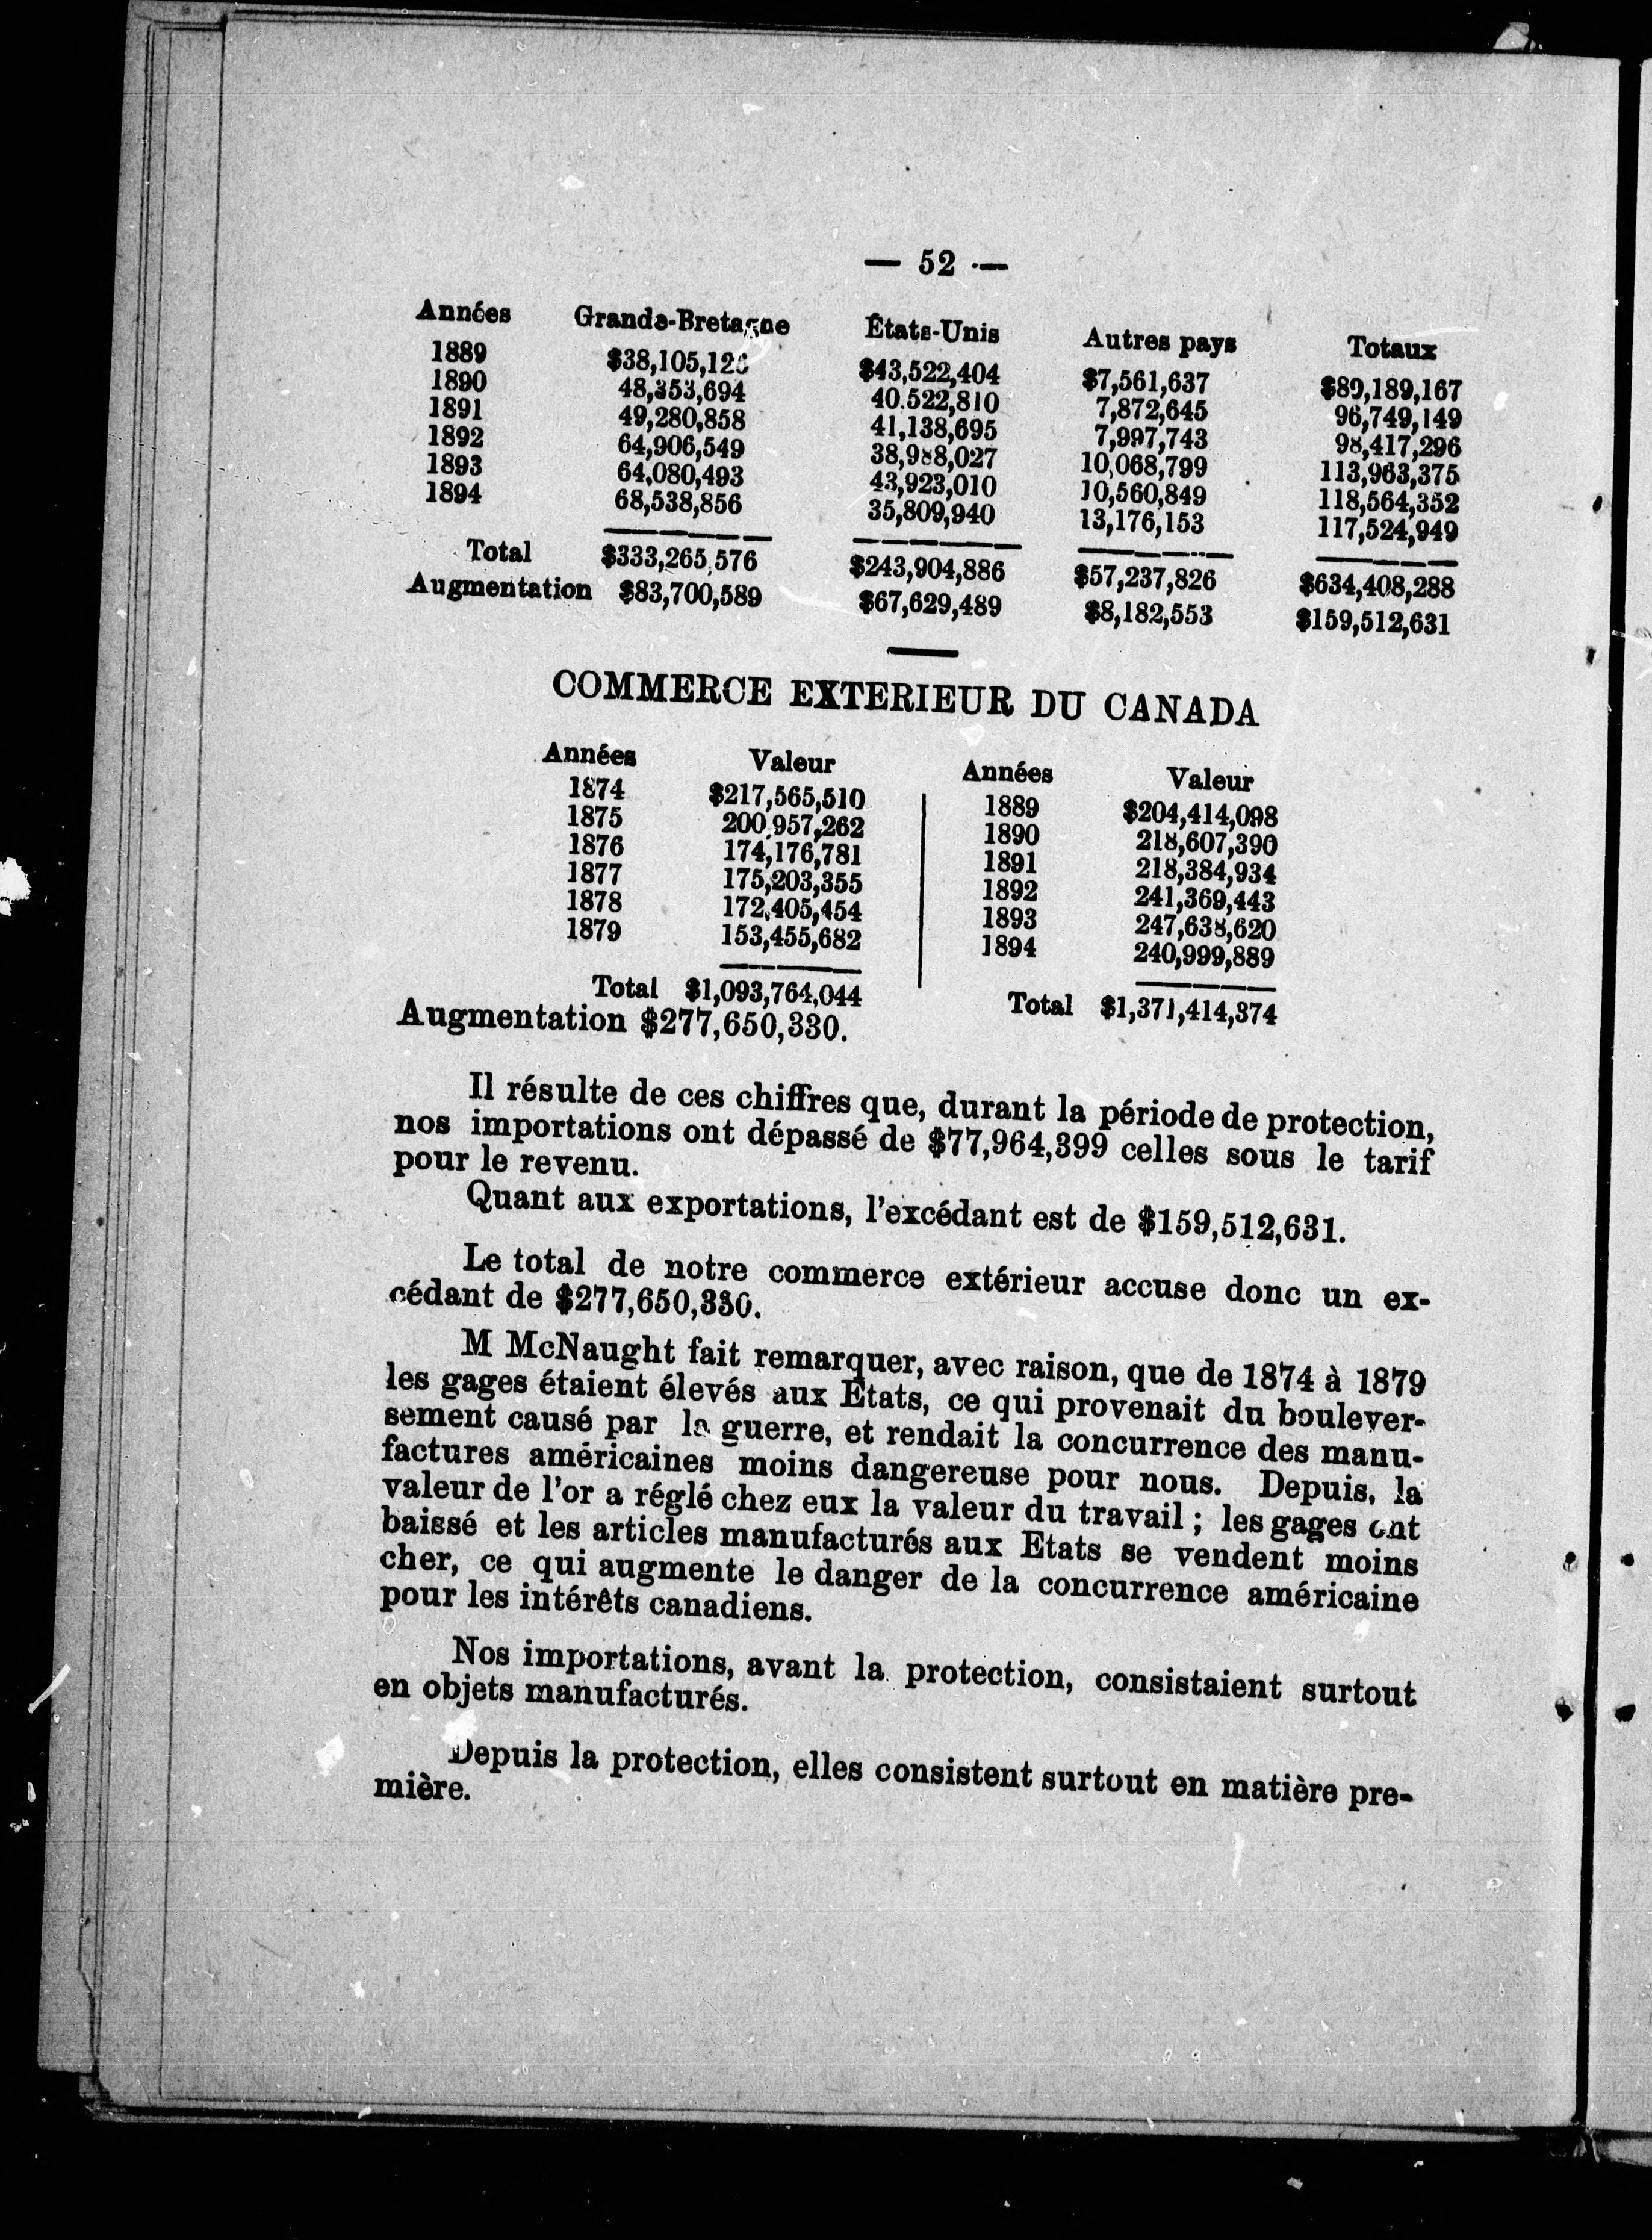 — 52 —
Années Grande-Bretagne États-Unis Autres pays Totaux
1889 $38,105,126 $43,522,404 $7,561,637 $89,189,167
1890 48,353,694 40.522,810 7,872,645 96,749,149
1891 49,280,858 41,138,695 7,997,743 98,417,296
1892 64,906,549 38,988,027 10,068,799 113,963,375
1893 64,080,493 43,923,010 10,560,849 118,564,352
1894 68,538,856 35,809,940 13,176,153 117,524,949
Total $333,265,576 $243,904,886 $57,237,826 $634,408,288
Augmentation $83,700,589 $67,629,489 $8,182,553 $159,512,631
COMMERCE EXTERIEUR DU CANADA
Années Valeur Années Valeur
1874 $217,565,510 1889 $204,414,098
1875 200,957,262 1890 218,607,390
1876 174,176,781 1891 218,384,934
1877 175,203,355 1892 241,369,443
1878 172,405,454 1893 247,638,620
1879 153,455,682 1894 240,999,889
Total $1,093,764,044 Total $1,371,414,374
Augmentation $277,650,330.
Il résulte de ces chiffres que, durant la période de protection,
nos importations ont dépassé de $77,964,399 celles sous le tarif
pour le revenu.
Quant aux exportations, l'excédant est de $159,512,631.
Le total de notre commerce extérieur accuse donc un ex-
cédant de $277,650,330.
M McNaught fait remarquer, avec raison, que de 1874 à 1879
les gages étaient élevés aux Etats, ce qui provenait du boulever-
sement causé par la guerre, et rendait la concurrence des manu-
factures américaines moins dangereuse pour nous. Depuis, la
valeur de l'or a réglé chez eux la valeur du travail ; les gages ont
baissé et les articles manufacturés aux Etats se vendent moins
cher, ce qui augmente le danger de la concurrence américaine
pour les intérêts canadiens.
Nos importations, avant la protection, consistaient surtout
en objets manufacturés.
Depuis la protection, elles consistent surtout en matière pre-
mière.